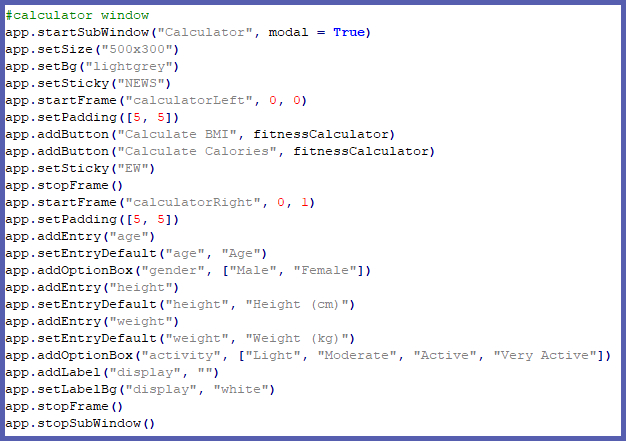 #calculator window
app.startSubWindow("Calculator", modal = True)
app.setSize("500x300")
app.setBg("lightgrey")
app.setSticky("NEWS")
app.startFrame("calculatorLeft", 0, 0)
app.setPadding([5, 5])
app.addButton("Calculate BMI", fitnessCalculator)
app.addButton("Calculate Calories", fitnessCalculator)
app.setSticky("EW")
app.stopFrame()
app.startFrame("calculatorRight", 0, 1)
app.setPadding([5, 5])
app.addEntry("age")
app.setEntryDefault("age", "Age")
app.addOptionBox("gender", ["Male", "Female"])
app.addEntry("height")
app.setEntryDefault("height", "Height (cm)")
app.addEntry("weight")
app.setEntryDefault("weight", "Weight (kg)")
app.addOptionBox("activity", ["Light", "Moderate", "Active", "Very Active"])
app.addLabel("display", "")
app.setLabelBg("display", "white")
app.stopFrame()
app.stopSubWindow()